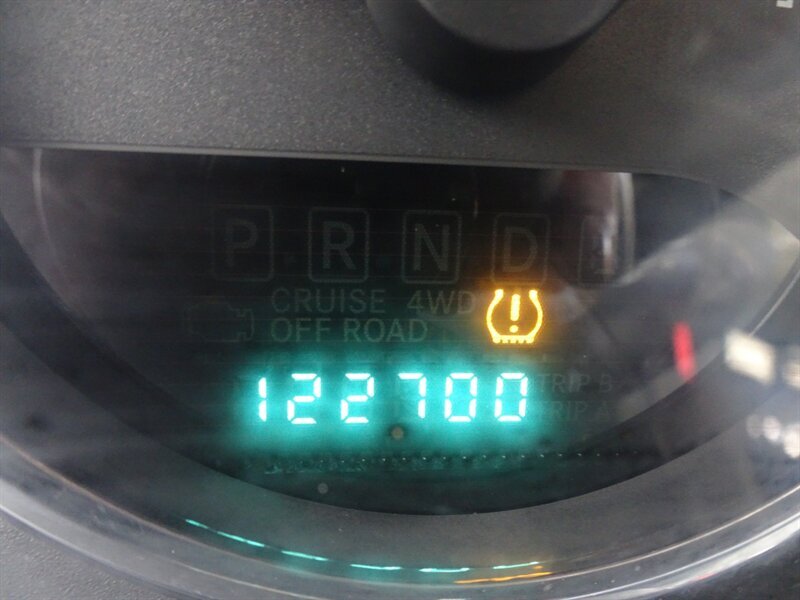 P R N D L
CRUISE 4WD
OFF ROAD
122700 TRIP B
TRIP A